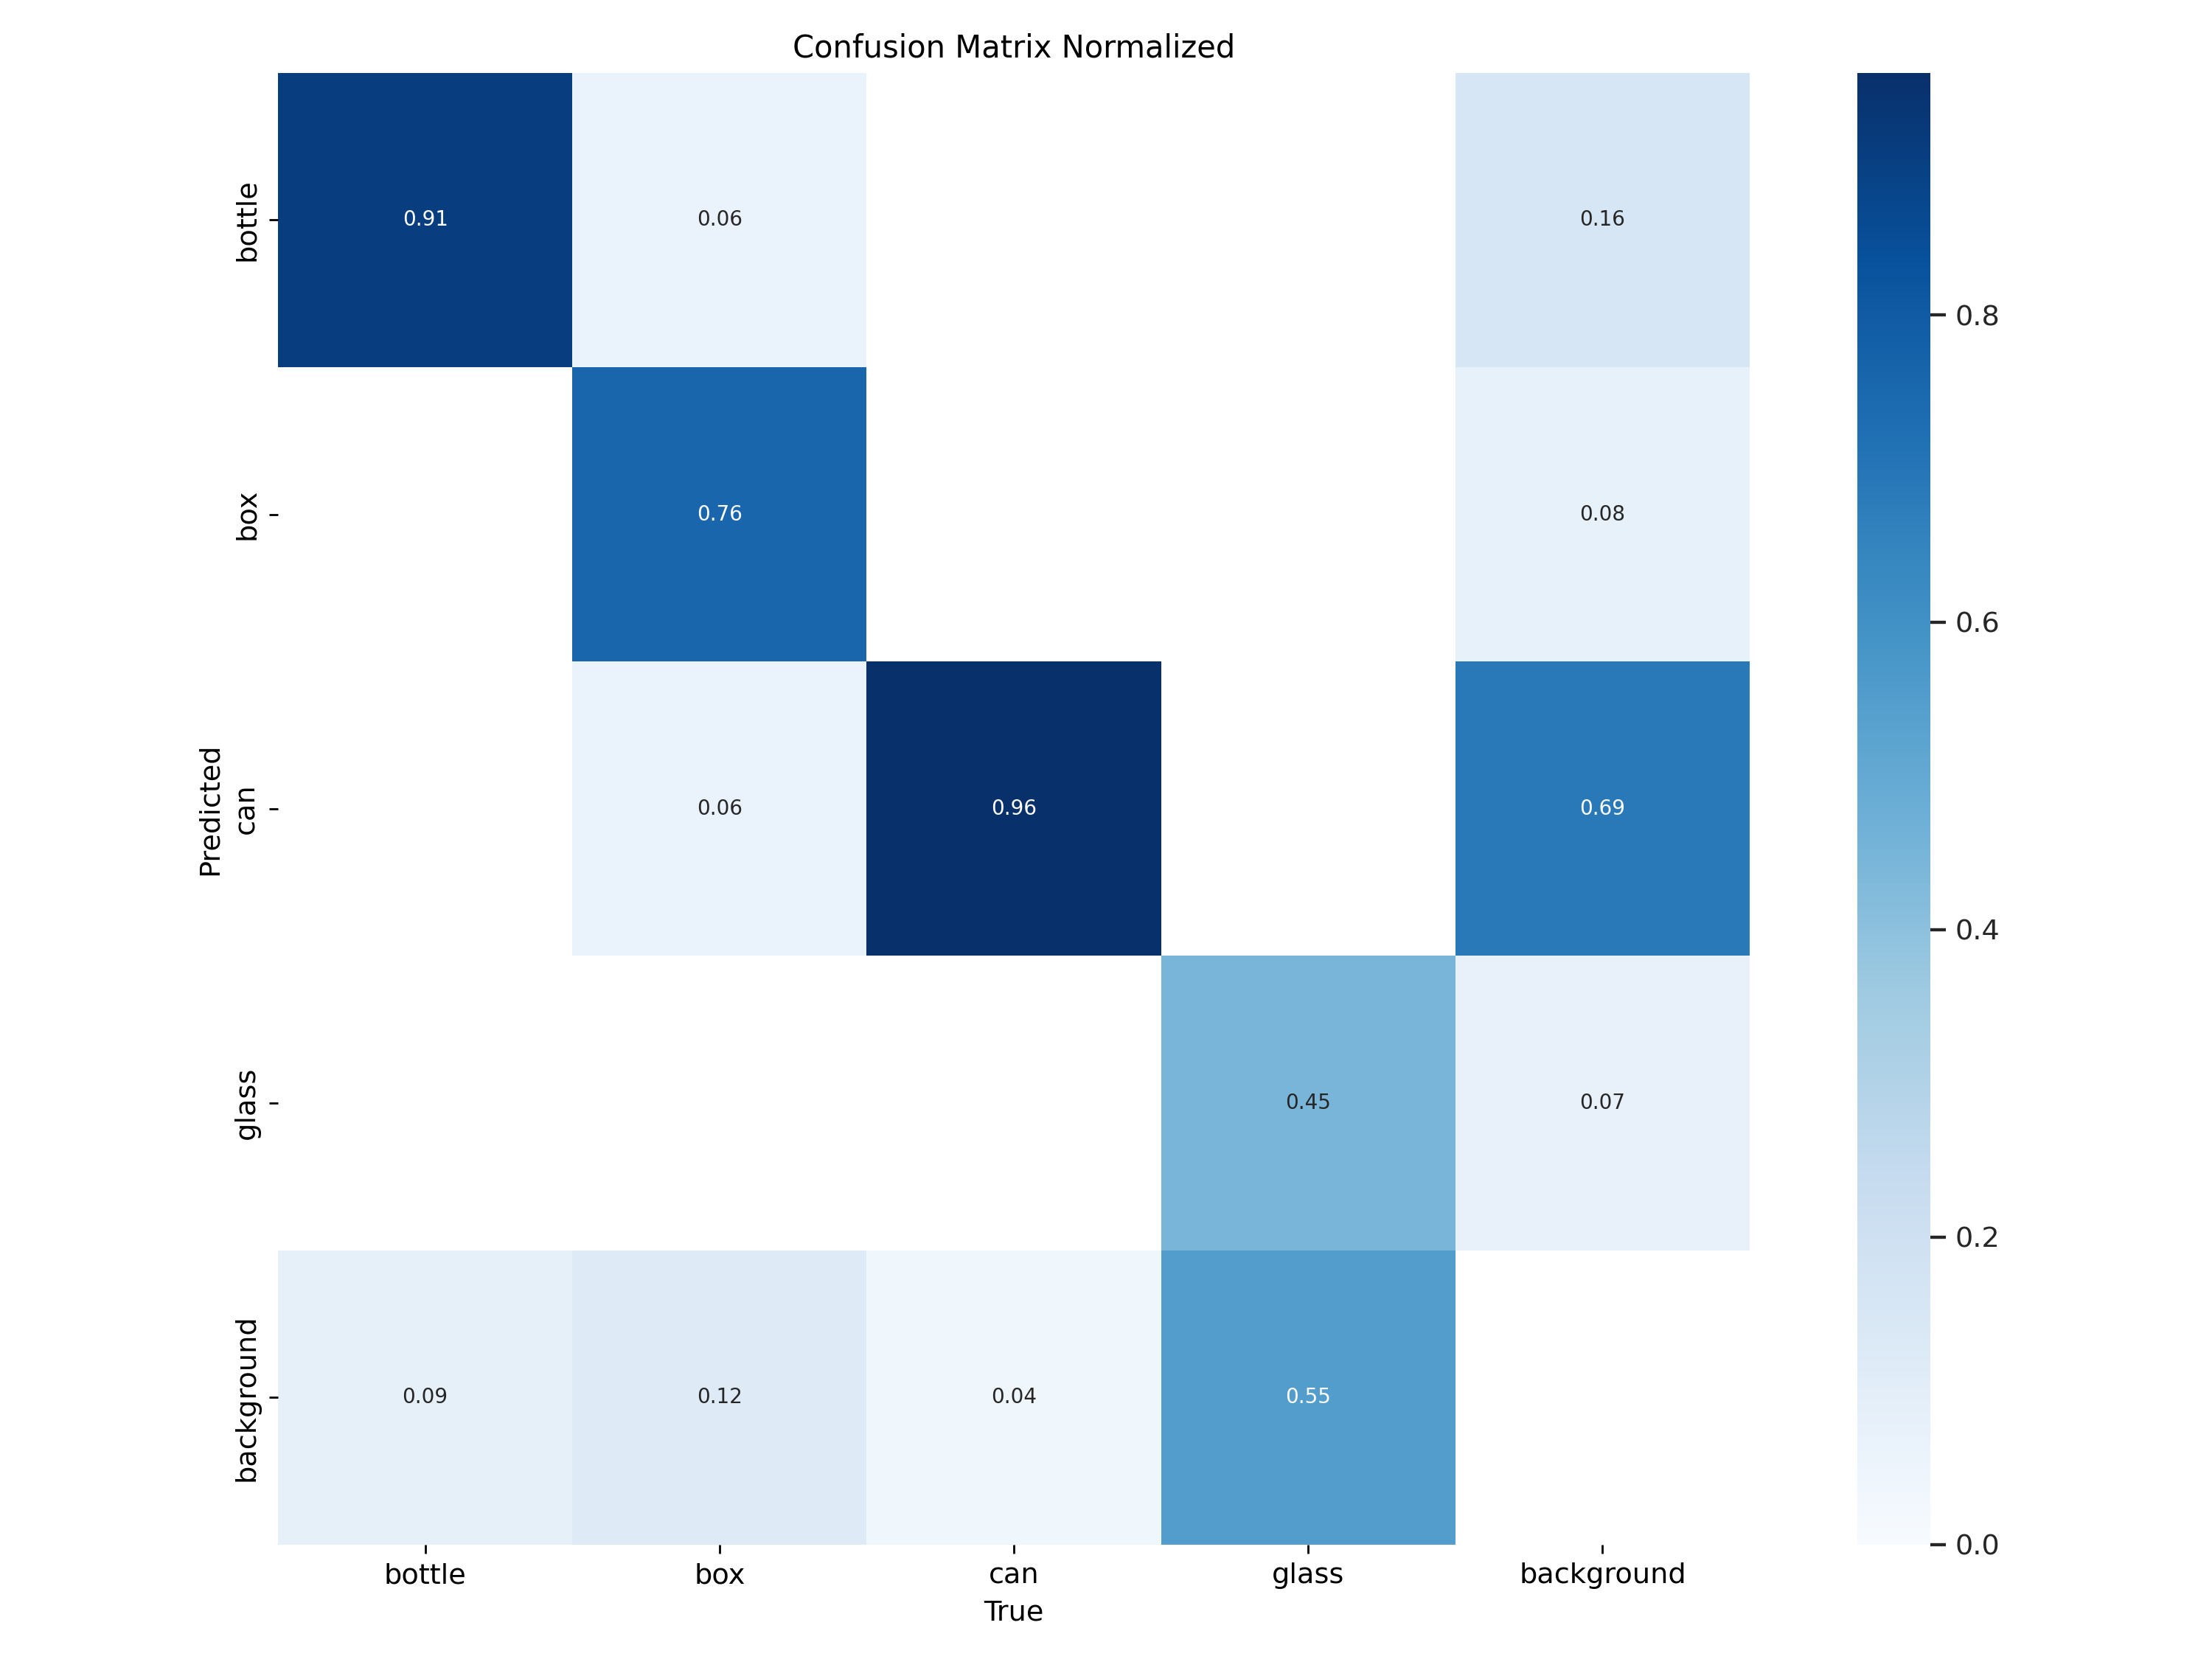 Confusion Matrix Normalized
bottle
0.91
0.06
0.16
box
0.76
0.08
Predicted
can
0.06
0.96
0.69
glass
0.45
0.07
background
0.09
0.12
0.04
0.55
bottle
box
can
glass
background
True
0.8
0.6
0.4
0.2
0.0